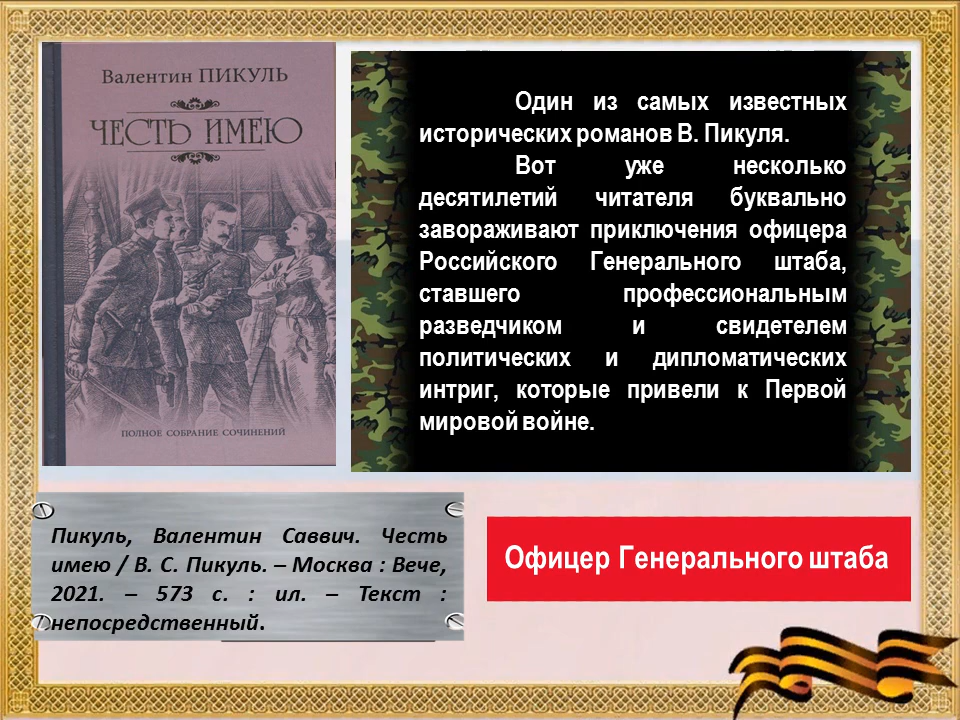 Валентин ПИКУЛЬ
ЧЕСТЬ ИМЕЮ
ПОЛНОЕ СОБРАНИЕ СОЧИНЕНИЙ
Один из самых известных
исторических романов В. Пикуля.
Вот уже несколько
десятилетий читателя буквально
завораживают приключения офицера
Российского Генерального штаба,
ставшего профессиональным
разведчиком и свидетелем
политических и дипломатических
интриг, которые привели к Первой
мировой войне.
Пикуль, Валентин Саввич. Честь
имею / В. С. Пикуль. – Москва : Вече,
2021. – 573 с. : ил. – Текст :
непосредственный.
Офицер Генерального штаба